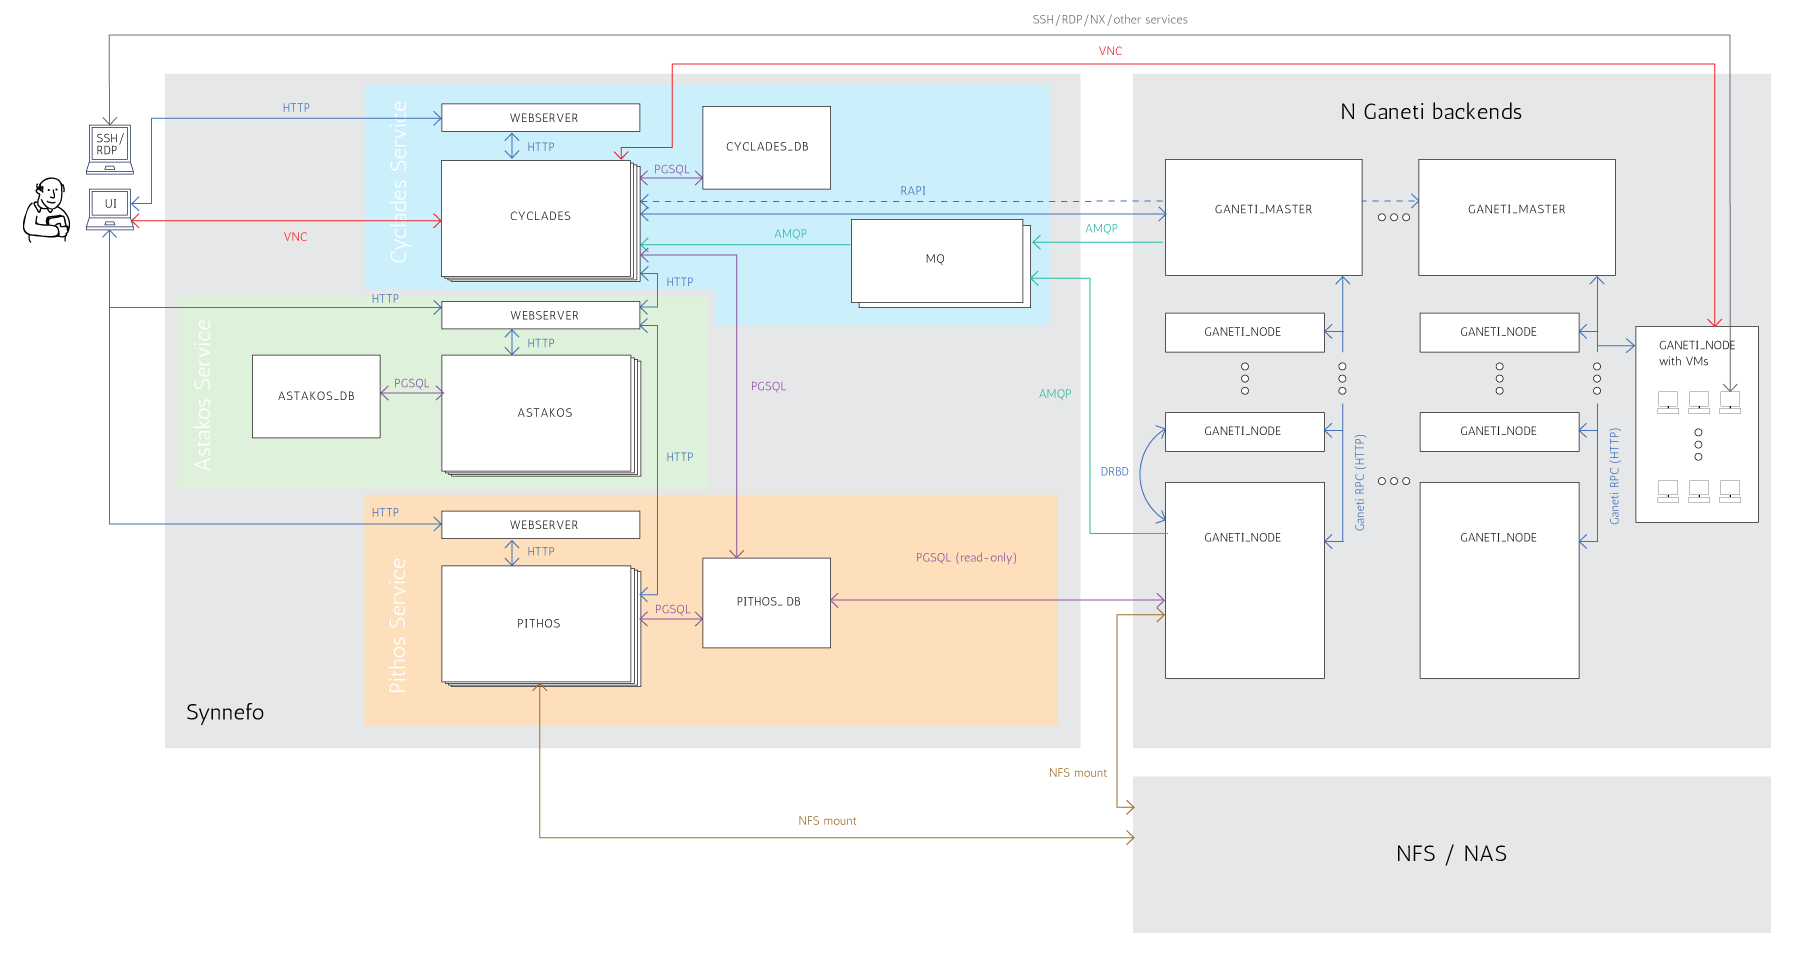 SSH/RDP/NX/other services
VNC
HTTP
SSH/
RDP
UI
VNC
Cyclades Service
WEBSERVER
HTTP
CYCLADES
PGSQL
CYCLADES_DB
RAPI
AMQP
MQ
AMQP
HTTP
HTTP
Astakos Service
WEBSERVER
HTTP
ASTAKOS_DB
PGSQL
ASTAKOS
PGSQL
HTTP
AMQP
HTTP
Pithos Service
WEBSERVER
HTTP
PITHOS
PGSQL
PITHOS_ DB
PGSQL (read-only)
Synnefo
N Ganeti backends
GANETI_MASTER
GANETI_MASTER
GANETI_NODE
GANETI_NODE
GANETI_NODE
with VMs
GANETI_NODE
GANETI_NODE
DRBD
Ganeti RPC (HTTP)
Ganeti RPC (HTTP)
GANETI_NODE
GANETI_NODE
NFS mount
NFS mount
NFS / NAS